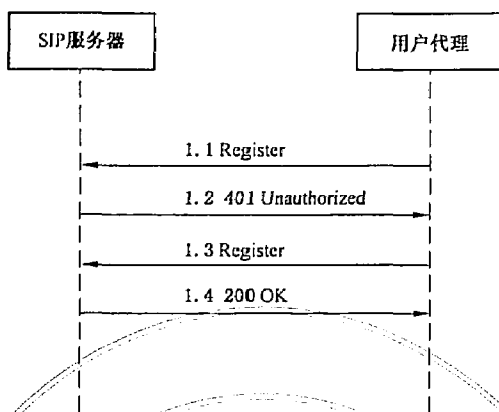 SIP服务器
用户代理
1.1 Register
1.2 401 Unauthorized
1.3 Register
1.4 200 OK